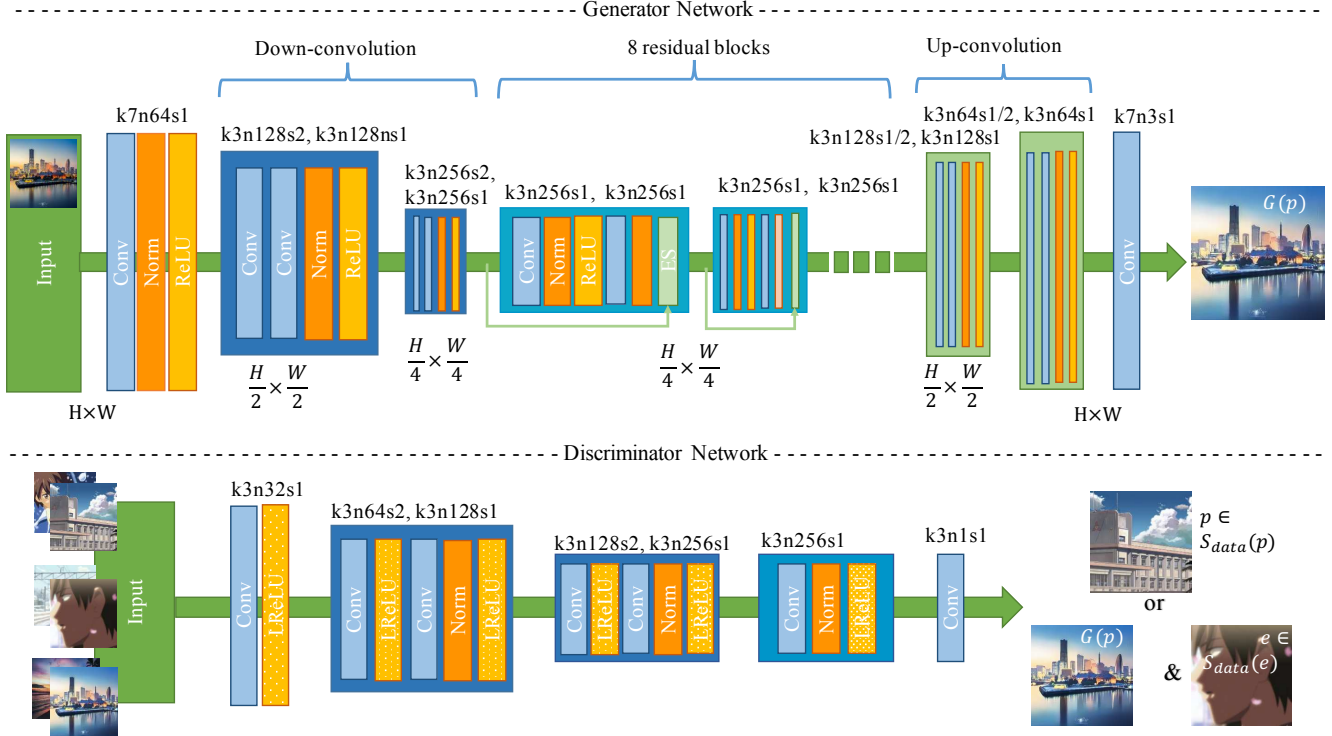 Generator Network
Down-convolution
8 residual blocks
Up-convolution
k7n64s1
k3n128s2, k3n128ns1
k3n256s2,
k3n256s1
k3n256s1, k3n256s1
k3n256s1, k3n256s1
k3n128s1/2, k3n128s1
k3n64s1/2, k3n64s1
k7n3s1
Input
Conv
Norm
ReLU
Conv
Conv
Norm
ReLU
Conv
Norm
ReLU
ES
Conv
G(p)
H×W
H/2 × W/2
H/4 × W/4
H/4 × W/4
H/2 × W/2
H×W
Discriminator Network
k3n32s1
k3n64s2, k3n128s1
k3n128s2, k3n256s1
k3n256s1
k3n1s1
Input
Conv
LReLU
Conv
LReLU
Conv
Norm
LReLU
Conv
LReLU
Conv
Norm
LReLU
Conv
Norm
LReLU
Conv
p ∈
S_data(p)
or
G(p)
&
e ∈
S_data(e)